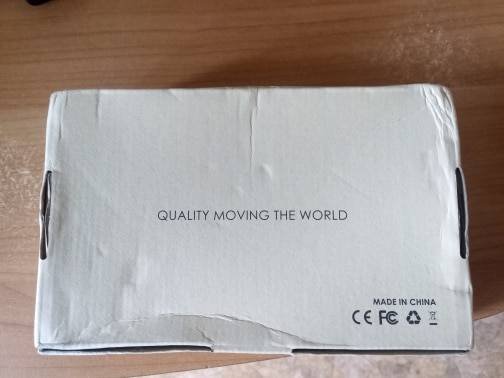 QUALITY MOVING THE WORLD
MADE IN CHINA
CE FC